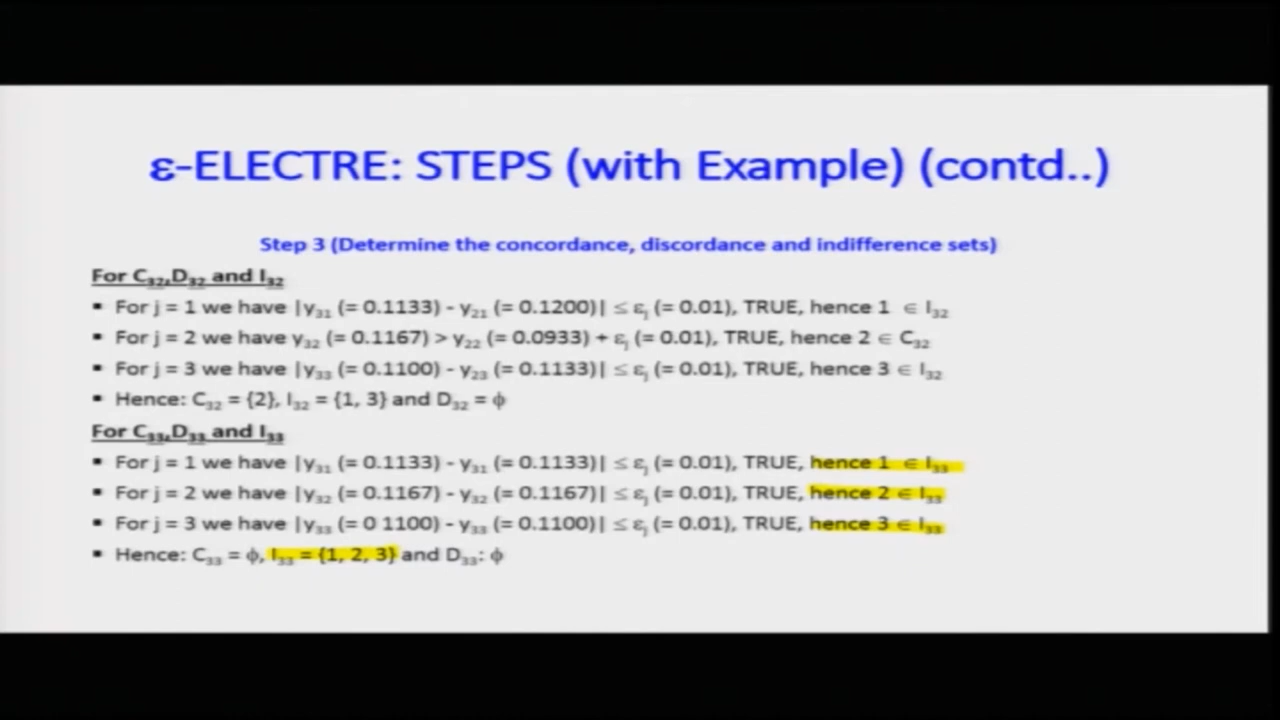 ε-ELECTRE: STEPS (with Example) (contd..)
Step 3 (Determine the concordance, discordance and indifference sets)
For C₃₂,D₃₂ and I₃₂
▪ For j = 1 we have |y₃₁ (= 0.1133) - y₂₁ (= 0.1200)| ≤ εⱼ (= 0.01), TRUE, hence 1 ∈ I₃₂
▪ For j = 2 we have y₃₂ (= 0.1167) > y₂₂ (= 0.0933) + εⱼ (= 0.01), TRUE, hence 2 ∈ C₃₂
▪ For j = 3 we have |y₃₃ (= 0.1100) - y₂₃ (= 0.1133)| ≤ εⱼ (= 0.01), TRUE, hence 3 ∈ I₃₂
▪ Hence: C₃₂ = {2}, I₃₂ = {1, 3} and D₃₂ = ϕ
For C₃₃,D₃₃ and I₃₃
▪ For j = 1 we have |y₃₁ (= 0.1133) - y₃₁ (= 0.1133)| ≤ εⱼ (= 0.01), TRUE, hence 1 ∈ I₃₃
▪ For j = 2 we have |y₃₂ (= 0.1167) - y₃₂ (= 0.1167)| ≤ εⱼ (= 0.01), TRUE, hence 2 ∈ I₃₃
▪ For j = 3 we have |y₃₃ (= 0 1100) - y₃₃ (= 0.1100)| ≤ εⱼ (= 0.01), TRUE, hence 3 ∈ I₃₃
▪ Hence: C₃₃ = ϕ, I₃₃ = {1, 2, 3} and D₃₃: ϕ